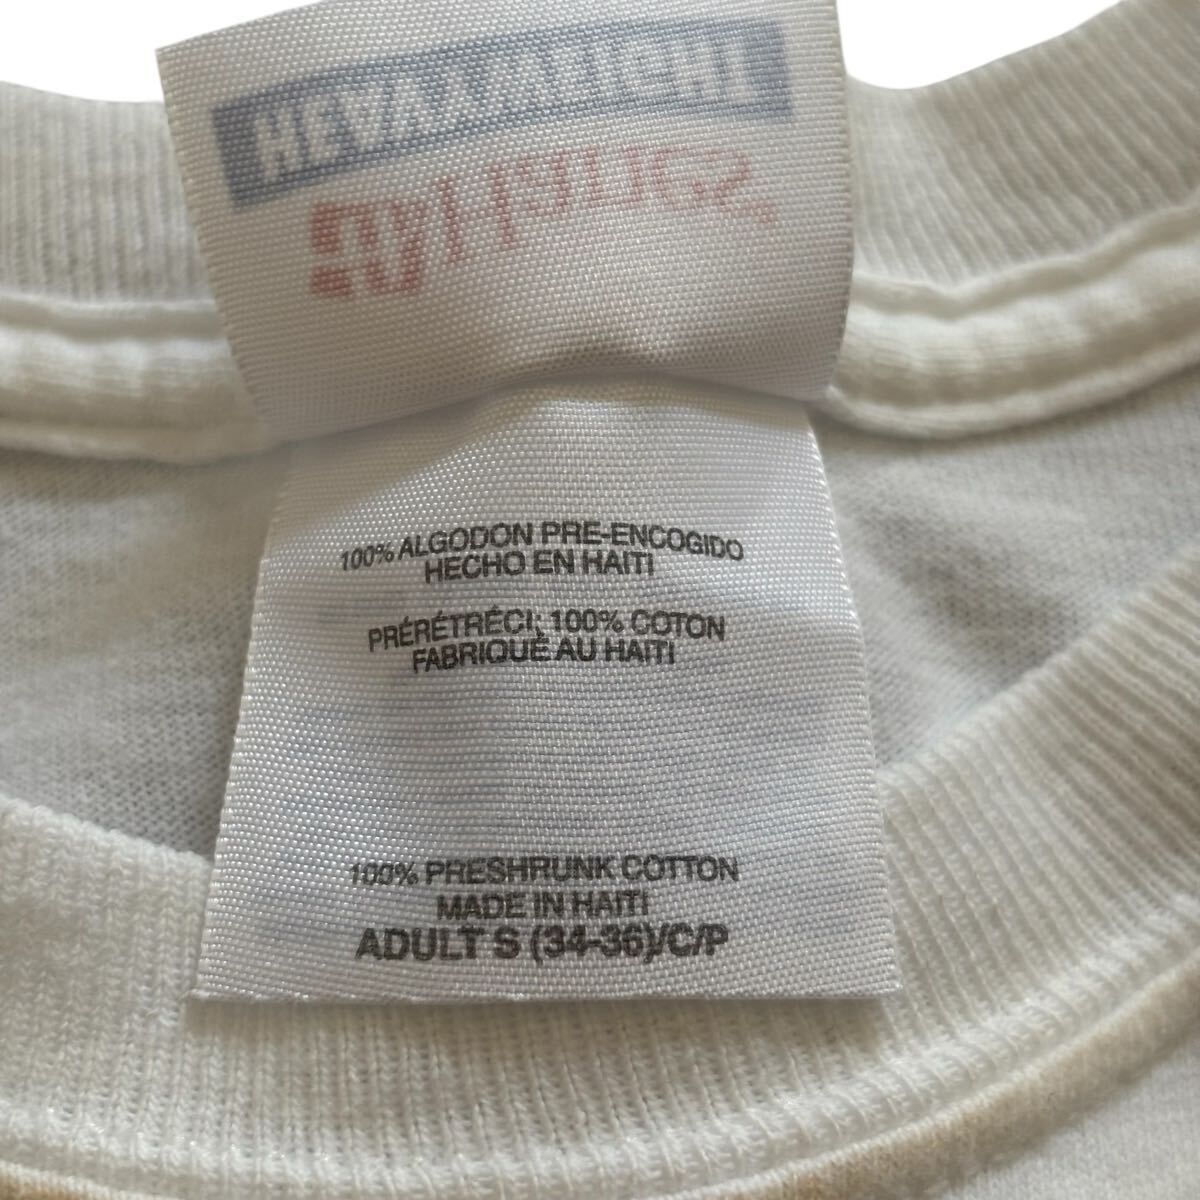 100% ALGODON PRE-ENCOGIDO
HECHO EN HAITI
PRÉRÉTRÉCI; 100% COTON
FABRIQUÉ AU HAITI
100% PRESHRUNK COTTON
MADE IN HAITI
ADULT S (34-36)/C/P